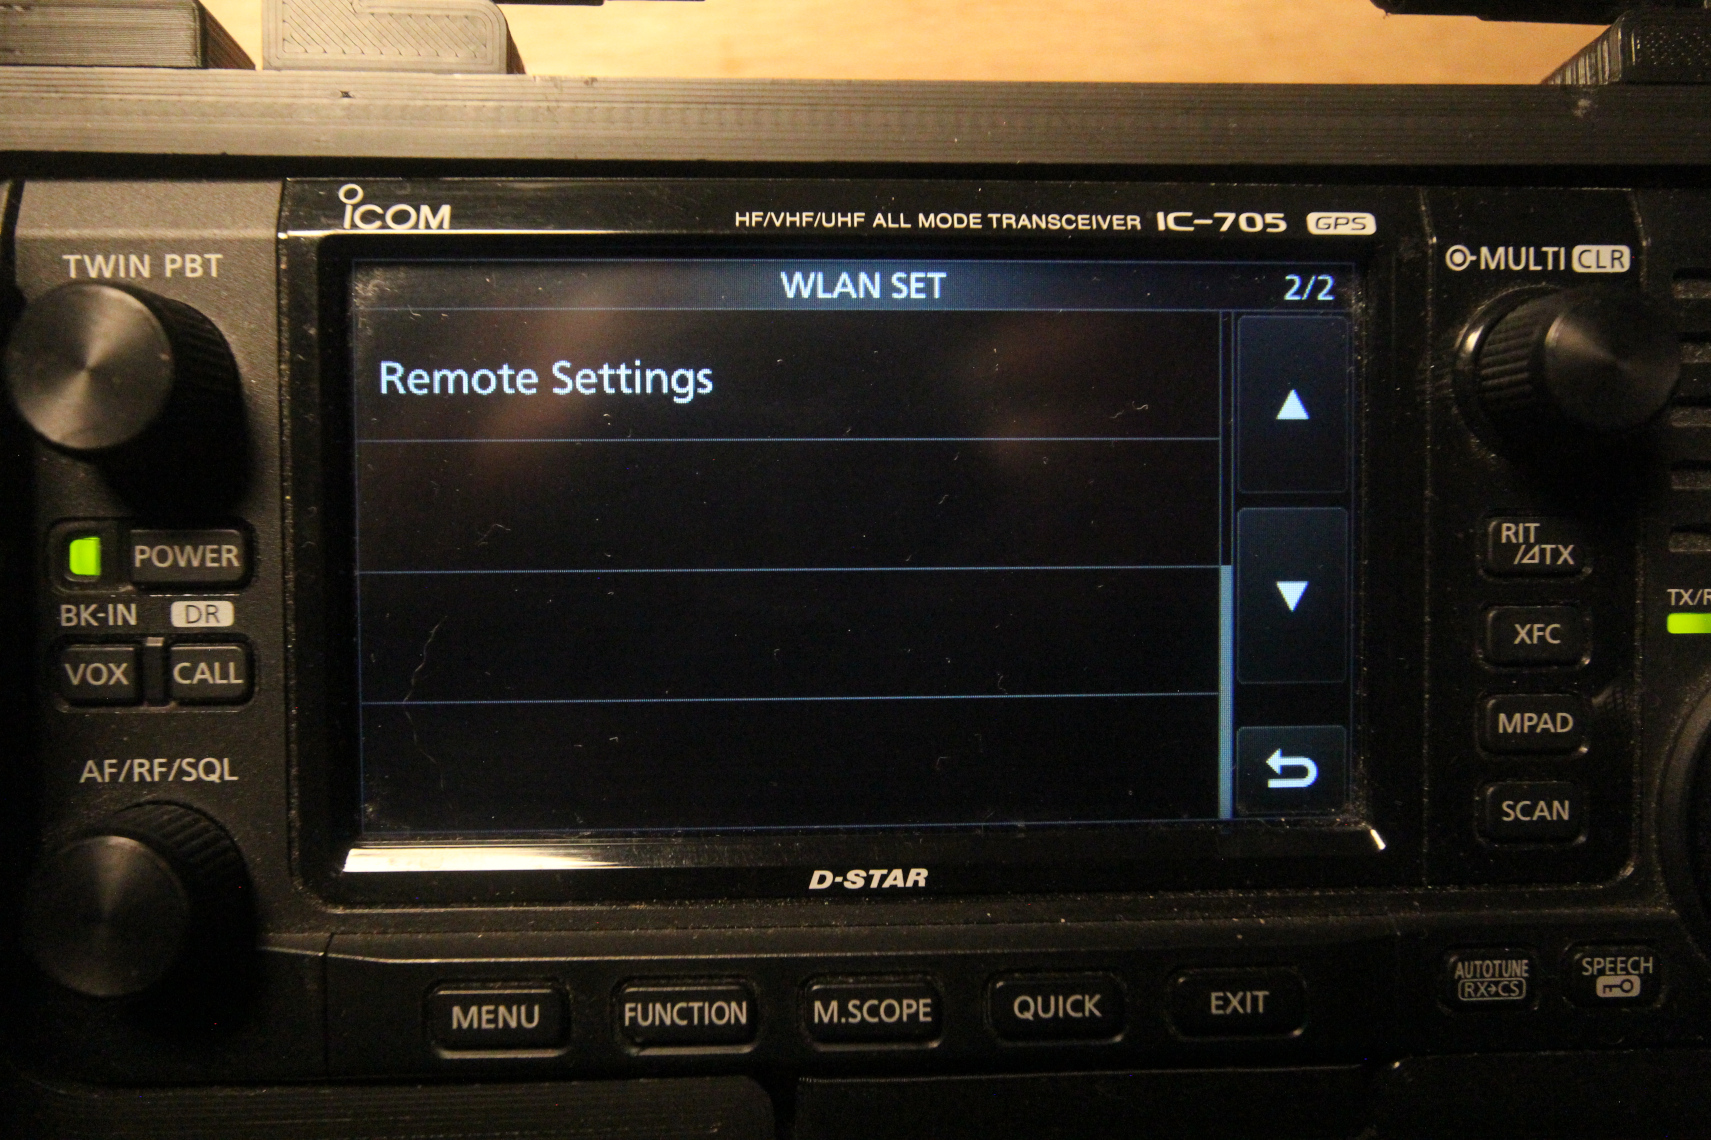 ICOM
HF/VHF/UHF ALL MODE TRANSCEIVER IC-705 GPS
TWIN PBT
WLAN SET 2/2
MULTI CLR
Remote Settings
▲
▼
POWER
BK-IN DR
VOX CALL
AF/RF/SQL
RIT
/⊿TX
XFC
TX/R
MPAD
SCAN
D-STAR
MENU FUNCTION M.SCOPE QUICK EXIT
AUTOTUNE
RX→CS
SPEECH